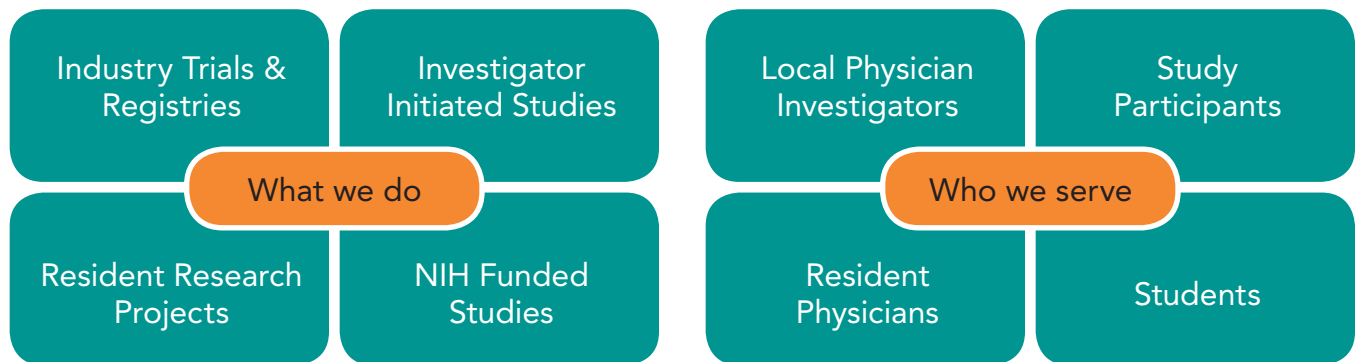 Industry Trials &
Registries
Investigator
Initiated Studies
What we do
Resident Research
Projects
NIH Funded
Studies
Local Physician
Investigators
Study
Participants
Who we serve
Resident
Physicians
Students